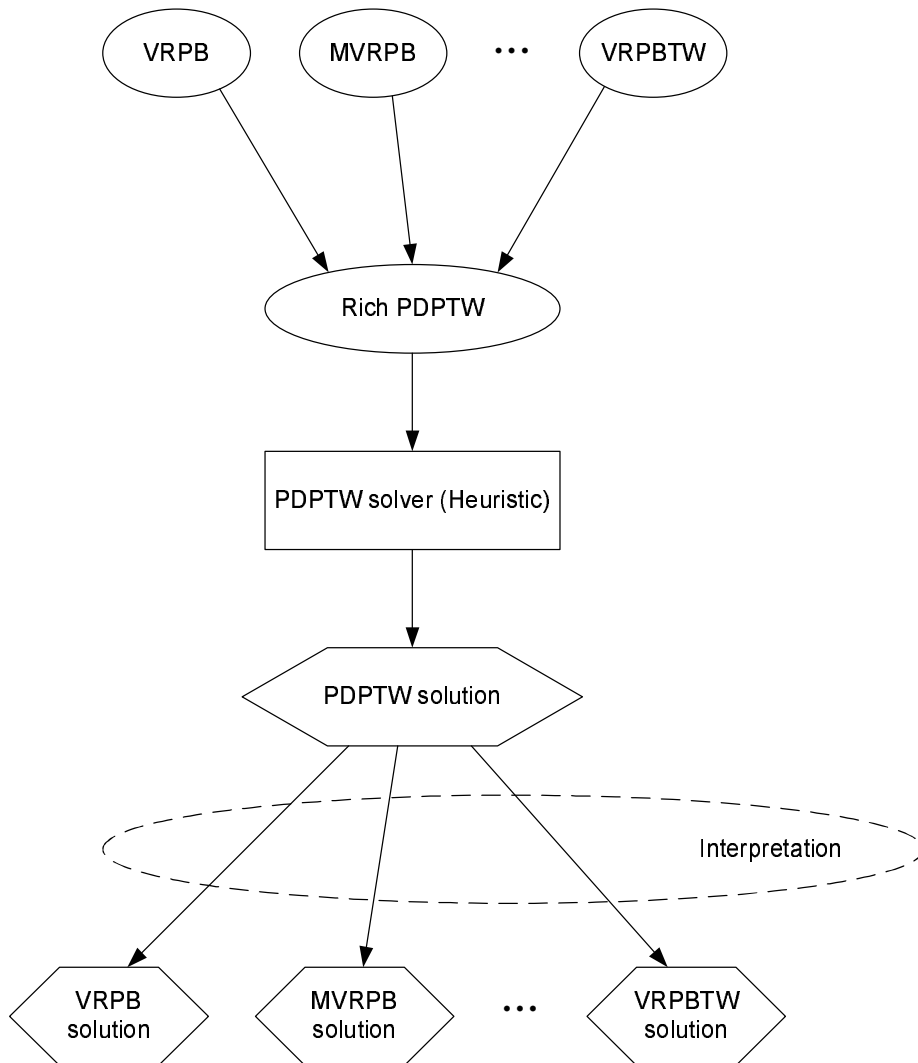 VRPB
MVRPB
...
VRPBTW
Rich PDPTW
PDPTW solver (Heuristic)
PDPTW solution
Interpretation
VRPB
solution
MVRPB
solution
...
VRPBTW
solution